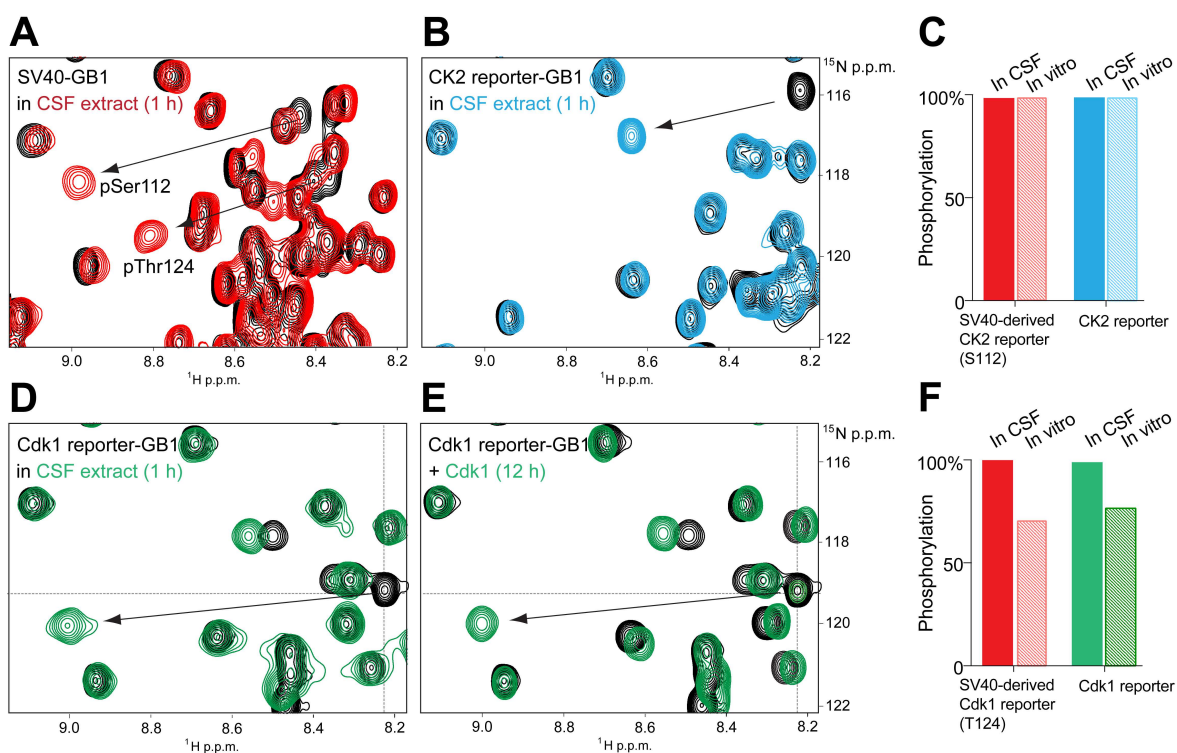 A
SV40-GB1
in CSF extract (1 h)
pSer112
pThr124
9.0
8.8
8.6
8.4
8.2
1H p.p.m.
B
CK2 reporter-GB1
in CSF extract (1 h)
15N p.p.m.
116
118
120
122
9.0
8.8
8.6
8.4
8.2
1H p.p.m.
C
In CSF
In vitro
In CSF
In vitro
100%
50
0
Phosphorylation
SV40-derived
CK2 reporter
(S112)
CK2 reporter
D
Cdk1 reporter-GB1
in CSF extract (1 h)
9.0
8.8
8.6
8.4
8.2
1H p.p.m.
E
Cdk1 reporter-GB1
+ Cdk1 (12 h)
15N p.p.m.
116
118
120
122
9.0
8.8
8.6
8.4
8.2
1H p.p.m.
F
In CSF
In vitro
In CSF
In vitro
100%
50
0
Phosphorylation
SV40-derived
Cdk1 reporter
(T124)
Cdk1 reporter